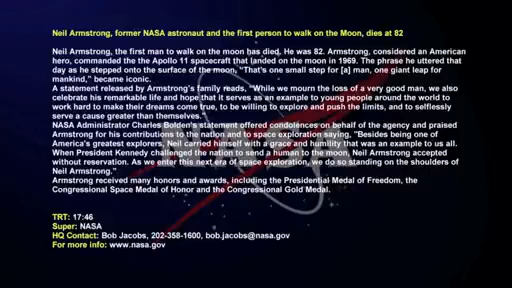 Neil Armstrong, former NASA astronaut and the first person to walk on the Moon, dies at 82
Neil Armstrong, the first man to walk on the moon has died. He was 82. Armstrong, considered an American
hero, commanded the the Apollo 11 spacecraft that landed on the moon in 1969. The phrase he uttered that
day as he stepped onto the surface of the moon, "That's one small step for [a] man, one giant leap for
mankind," became iconic.
A statement released by Armstrong's family reads, "While we mourn the loss of a very good man, we also
celebrate his remarkable life and hope that it serves as an example to young people around the world to
work hard to make their dreams come true, to be willing to explore and push the limits, and to selflessly
serve a cause greater than themselves."
NASA Administrator Charles Bolden's statement offered condolences on behalf of the agency and praised
Armstrong for his contributions to the nation and to space exploration saying, "Besides being one of
America's greatest explorers, Neil carried himself with a grace and humility that was an example to us all.
When President Kennedy challenged the nation to send a human to the moon, Neil Armstrong accepted
without reservation. As we enter this next era of space exploration, we do so standing on the shoulders of
Neil Armstrong."
Armstrong received many honors and awards, including the Presidential Medal of Freedom, the
Congressional Space Medal of Honor and the Congressional Gold Medal.
TRT: 17:46
Super: NASA
HQ Contact: Bob Jacobs, 202-358-1600, bob.jacobs@nasa.gov
For more info: www.nasa.gov